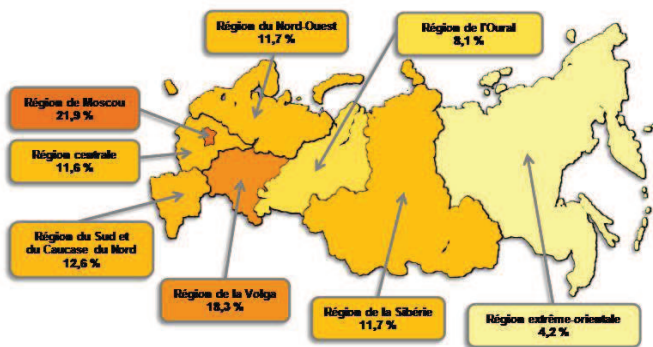 Région du Nord-Ouest
11,7 %
Région de l'Oural
8,1 %
Région de Moscou
21,9 %
Région centrale
11,6 %
Région du Sud et
du Caucase du Nord
12,6 %
Région de la Volga
18,3 %
Région de la Sibérie
11,7 %
Région extrême-orientale
4,2 %